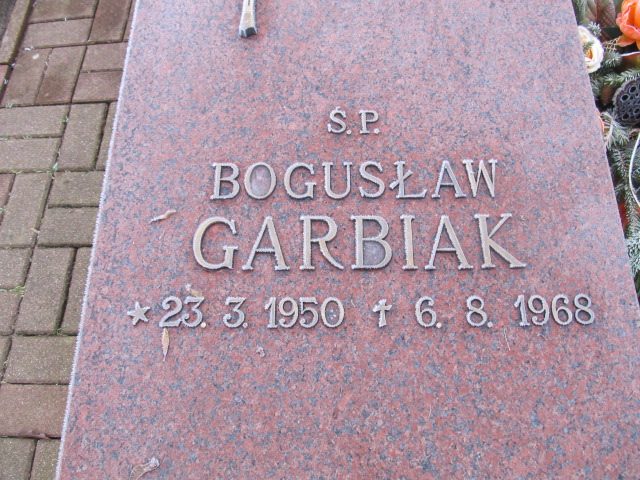 Ś.P.
BOGUSŁAW
GARBIAK
* 23. 3. 1950 ✝ 6. 8. 1968